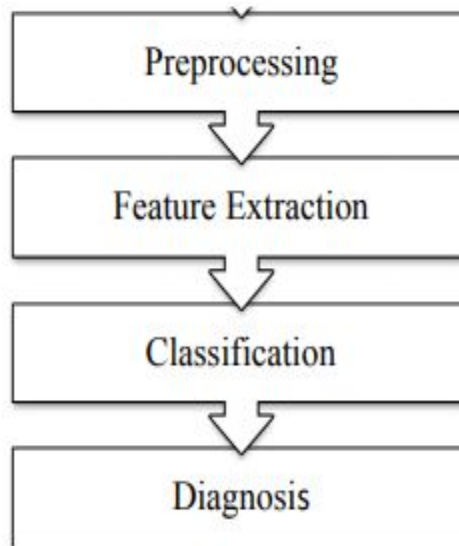 Preprocessing
Feature Extraction
Classification
Diagnosis